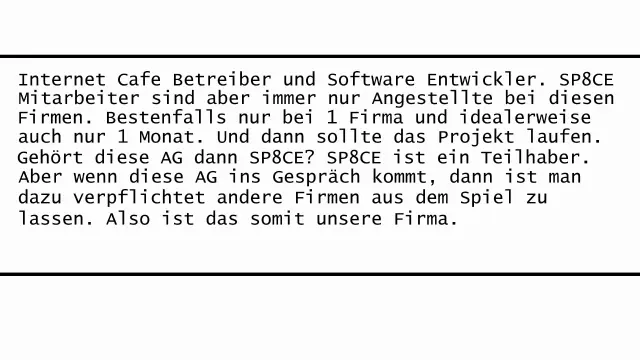 Internet Cafe Betreiber und Software Entwickler. SP8CE
Mitarbeiter sind aber immer nur Angestellte bei diesen
Firmen. Bestenfalls nur bei 1 Firma und idealerweise
auch nur 1 Monat. Und dann sollte das Projekt laufen.
Gehört diese AG dann SP8CE? SP8CE ist ein Teilhaber.
Aber wenn diese AG ins Gespräch kommt, dann ist man
dazu verpflichtet andere Firmen aus dem Spiel zu
lassen. Also ist das somit unsere Firma.